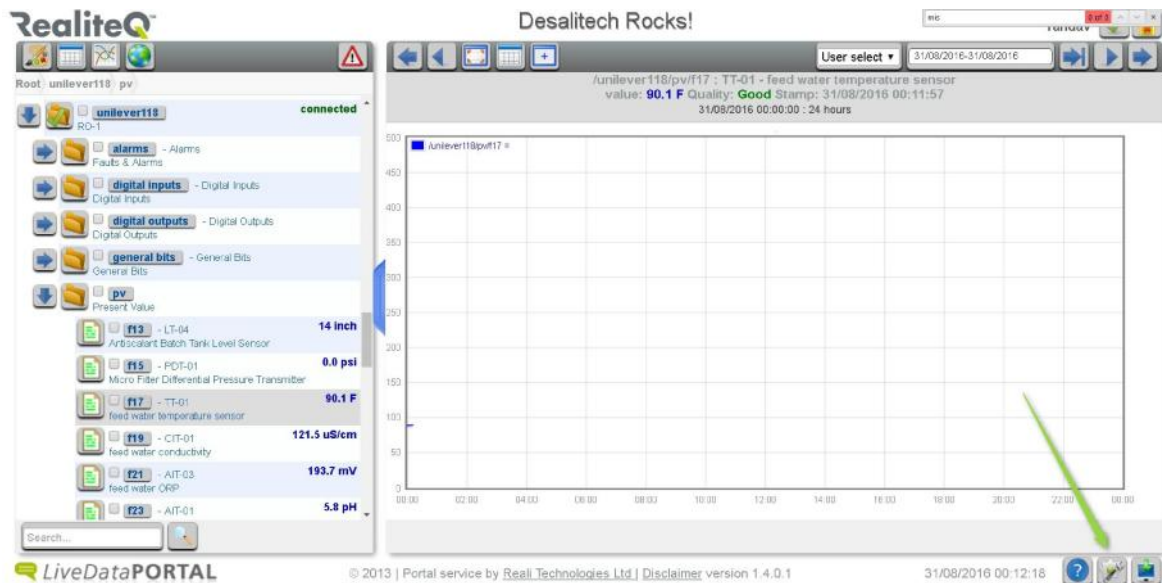 RealiteQ
Desalitech Rocks!
mis
0 of 0
User select
31/08/2016-31/08/2016
Root unilever118 pv
/unilever118/pv/f17 : TT-01 - feed water temperature sensor
value: 90.1 F Quality: Good Stamp: 31/08/2016 00:11:57
31/08/2016 00:00:00 : 24 hours
unilever118 connected
RO-1
alarms - Alarms
Faults & Alarms
digital inputs - Digital Inputs
Digital Inputs
digital outputs - Digital Outputs
Digital Outputs
general bits - General Bits
General Bits
pv
Present Value
f13 - LT-04 14 inch
Antiscalant Batch Tank Level Sensor
f15 - PDT-01 0.0 psi
Micro Filter Differential Pressure Transmitter
f17 - TT-01 90.1 F
feed water temperature sensor
f19 - CIT-01 121.5 uS/cm
feed water conductivity
f21 - AIT-03 193.7 mV
feed water ORP
f23 - AIT-01 5.8 pH
Search...
/unilever118/pv/f17 =
500
450
400
350
300
250
200
150
100
50
0
00:00 02:00 04:00 06:00 08:00 10:00 12:00 14:00 16:00 18:00 20:00 22:00 00:00
LiveDataPORTAL
© 2013 | Portal service by Reali Technologies Ltd | Disclaimer version 1.4.0.1
31/08/2016 00:12:18
?